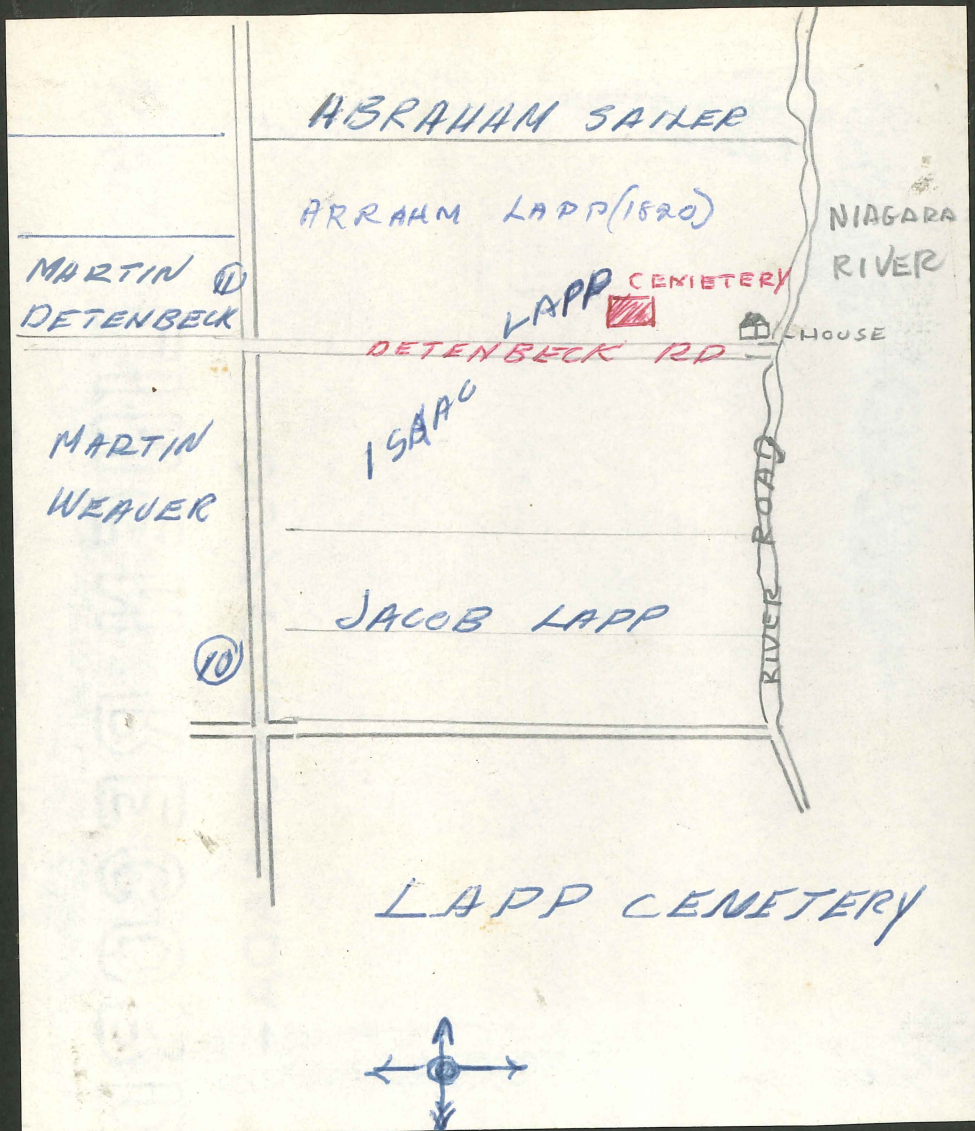 ABRAHAM SAILER
ARRAHM LAPP (1820)
NIAGARA
RIVER
MARTIN 11
DETENBECK
LAPP
CEMETERY
HOUSE
DETENBECK RD
ISAAC
MARTIN
WEAVER
RIVER ROAD
JACOB LAPP
10
LAPP CEMETERY